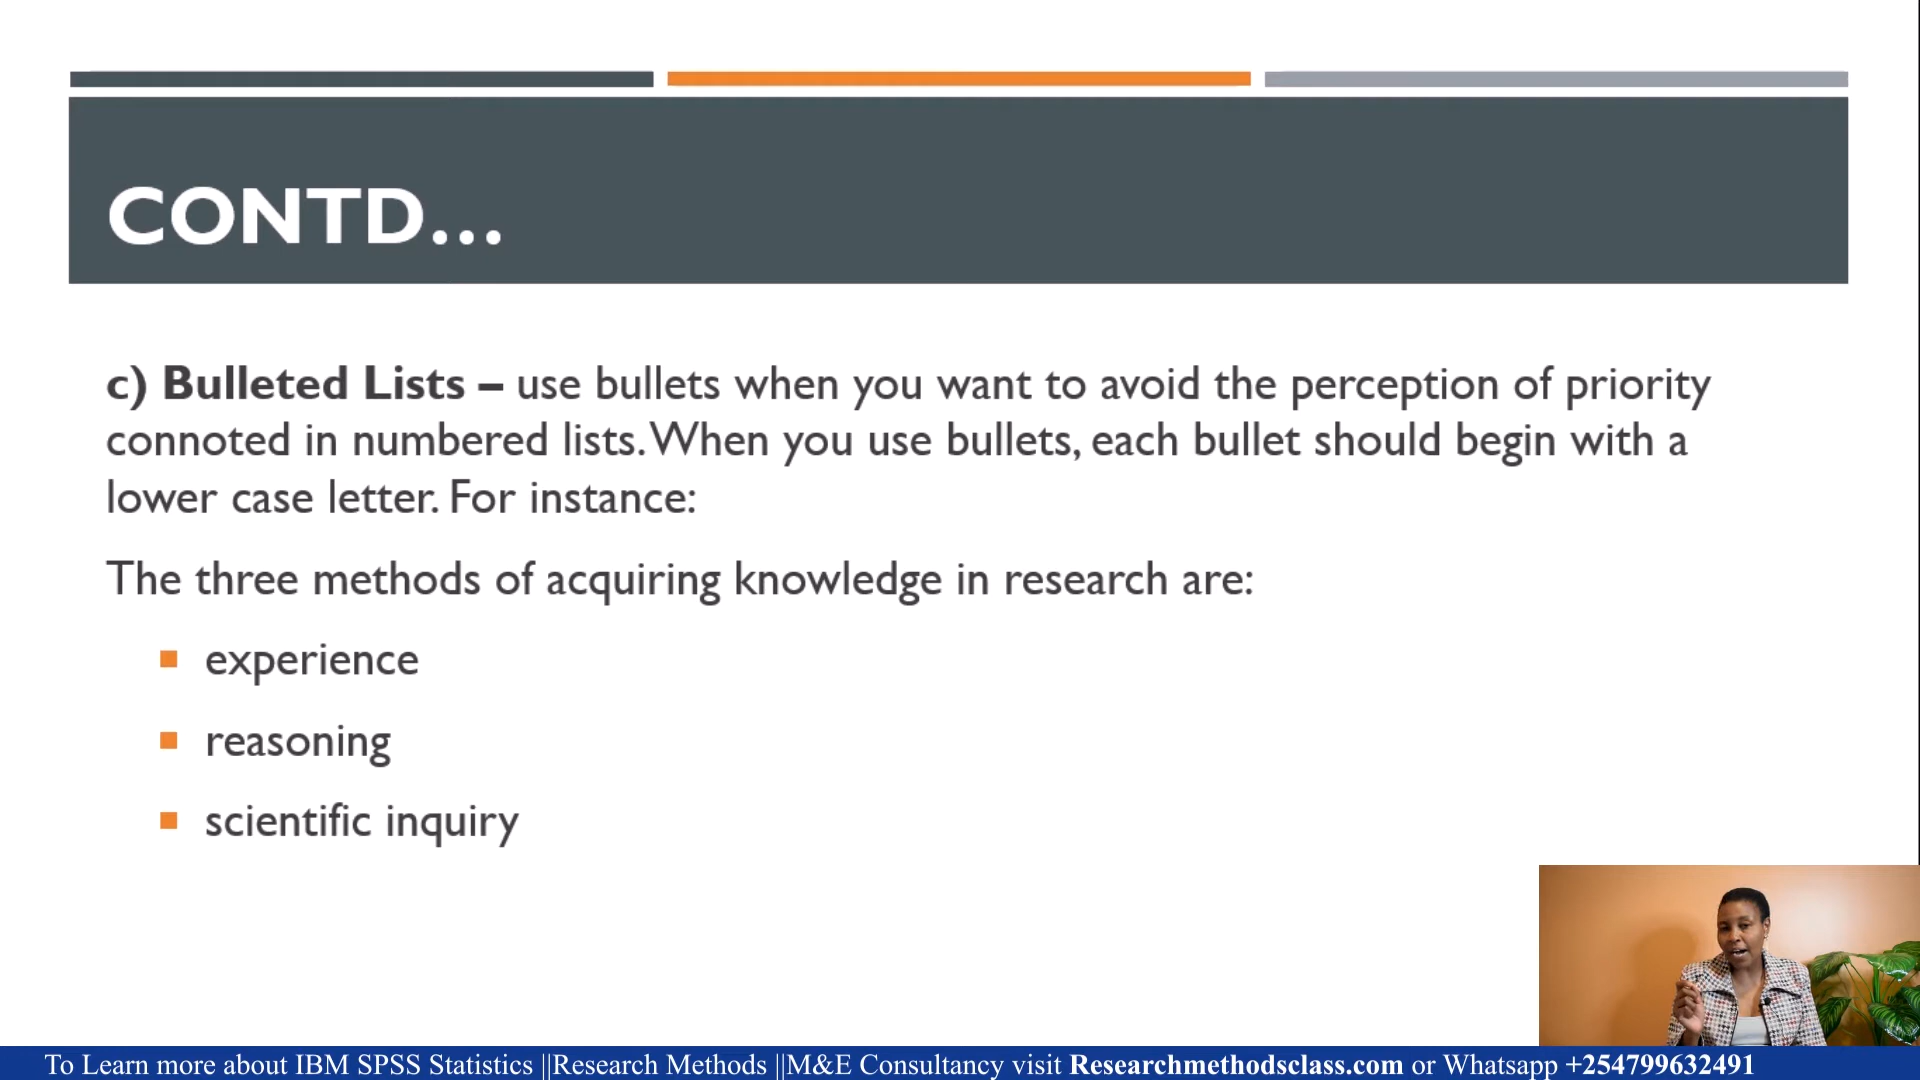 CONTD...
c) Bulleted Lists – use bullets when you want to avoid the perception of priority
connoted in numbered lists. When you use bullets, each bullet should begin with a
lower case letter. For instance:
The three methods of acquiring knowledge in research are:
experience
reasoning
scientific inquiry
To Learn more about IBM SPSS Statistics ||Research Methods ||M&E Consultancy visit Researchmethodsclass.com or Whatsapp +254799632491